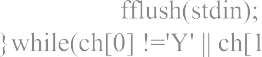 fflush(stdin);
}while(ch[0] !='Y' || ch[1